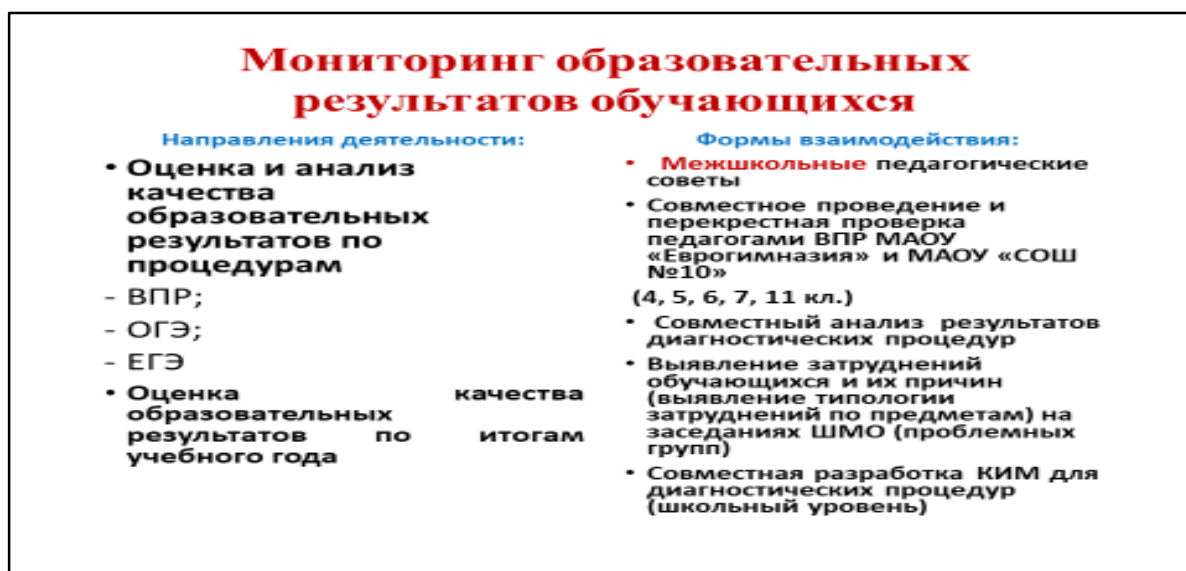 Мониторинг образовательных
результатов обучающихся
Направления деятельности:
• Оценка и анализ
качества
образовательных
результатов по
процедурам
- ВПР;
- ОГЭ;
- ЕГЭ
• Оценка качества
образовательных
результатов по итогам
учебного года
Формы взаимодействия:
• Межшкольные педагогические
советы
• Совместное проведение и
перекрестная проверка
педагогами ВПР МАОУ
«Еврогимназия» и МАОУ «СОШ
№10»
(4, 5, 6, 7, 11 кл.)
• Совместный анализ результатов
диагностических процедур
• Выявление затруднений
обучающихся и их причин
(выявление типологии
затруднений по предметам) на
заседаниях ШМО (проблемных
групп)
• Совместная разработка КИМ для
диагностических процедур
(школьный уровень)